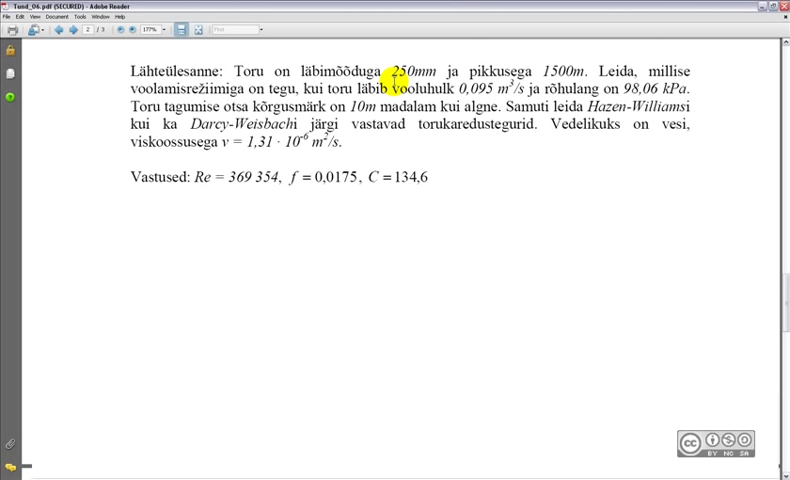 Tund_O6.pdf (SECURED) - Adobe Reader
File Edit View Document Tools Window Help
2 / 3 177% Find
Lähteülesanne: Toru on läbimõõduga 250mm ja pikkusega 1500m. Leida, millise
voolamisrežiimiga on tegu, kui toru läbib vooluhulk 0,095 m³/s ja rõhulang on 98,06 kPa.
Toru tagumise otsa kõrgusmärk on 10m madalam kui algne. Samuti leida Hazen-Williamsi
kui ka Darcy-Weisbachi järgi vastavad torukaredustegurid. Vedelikuks on vesi,
viskoossusega v = 1,31 · 10⁻⁶ m²/s.
Vastused: Re = 369 354, f = 0,0175, C = 134,6
cc BY NC SA